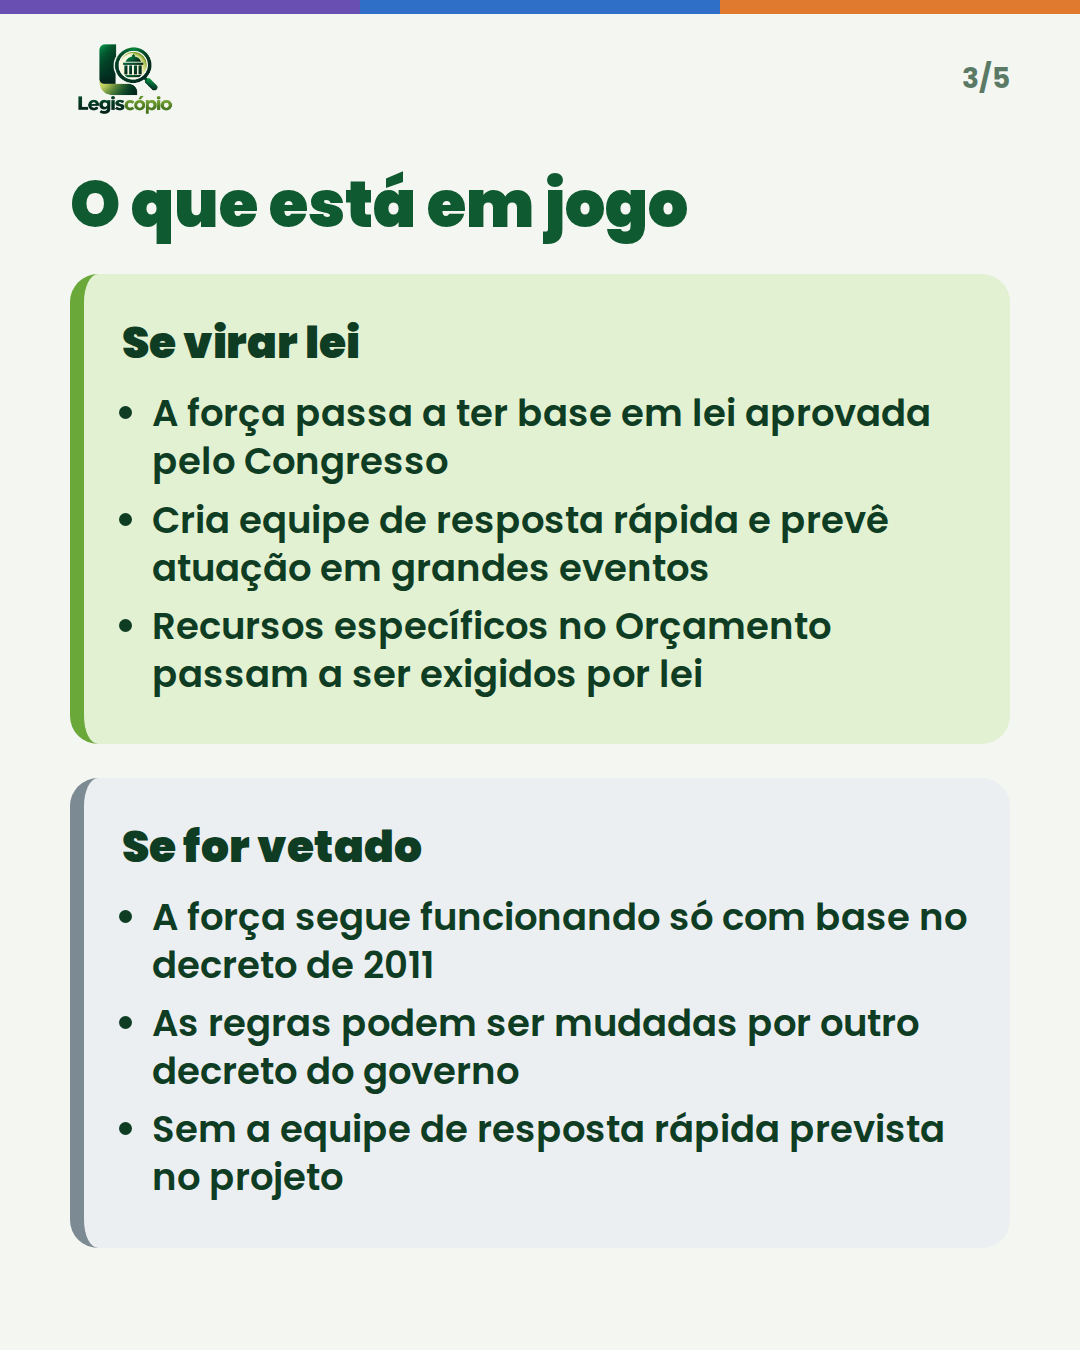 Legiscópio
3/5
O que está em jogo
Se virar lei
• A força passa a ter base em lei aprovada
pelo Congresso
• Cria equipe de resposta rápida e prevê
atuação em grandes eventos
• Recursos específicos no Orçamento
passam a ser exigidos por lei
Se for vetado
• A força segue funcionando só com base no
decreto de 2011
• As regras podem ser mudadas por outro
decreto do governo
• Sem a equipe de resposta rápida prevista
no projeto